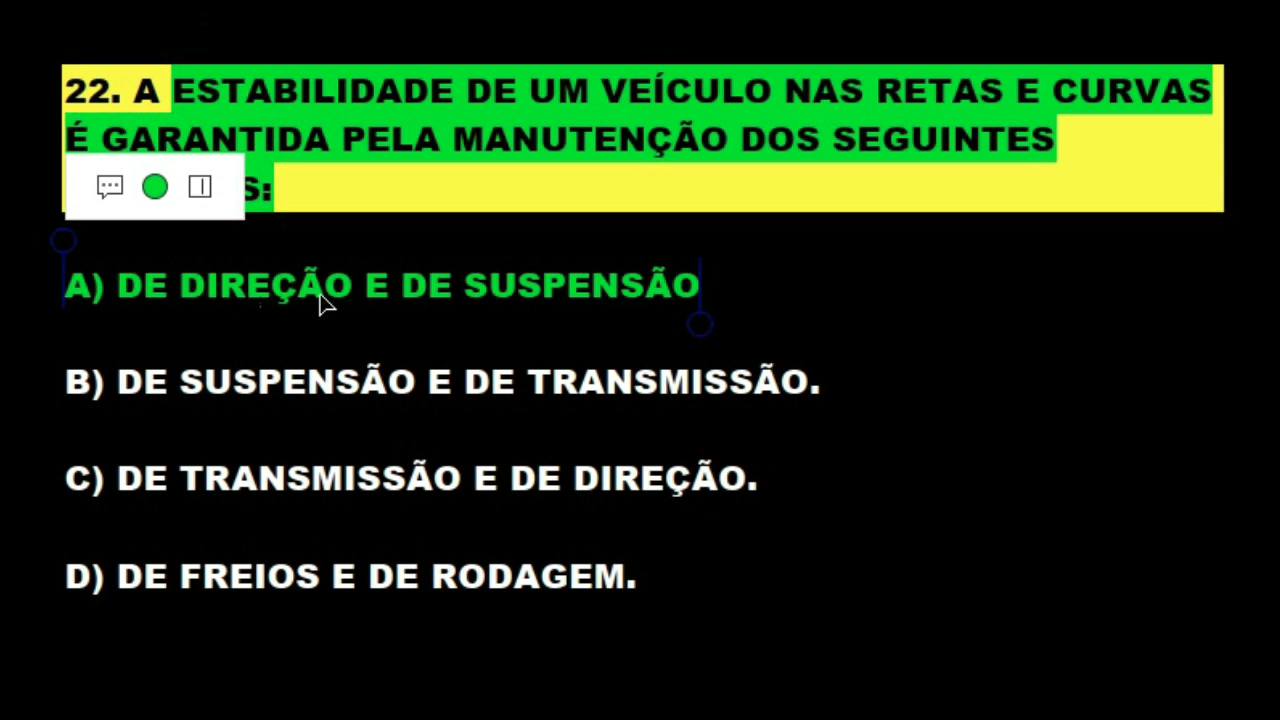 22. A ESTABILIDADE DE UM VEÍCULO NAS RETAS E CURVAS
É GARANTIDA PELA MANUTENÇÃO DOS SEGUINTES
A) DE DIREÇÃO E DE SUSPENSÃO
B) DE SUSPENSÃO E DE TRANSMISSÃO.
C) DE TRANSMISSÃO E DE DIREÇÃO.
D) DE FREIOS E DE RODAGEM.